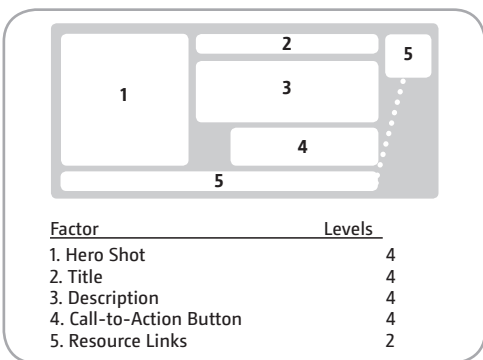 2
5
1
3
4
5
Factor Levels
1. Hero Shot 4
2. Title 4
3. Description 4
4. Call-to-Action Button 4
5. Resource Links 2